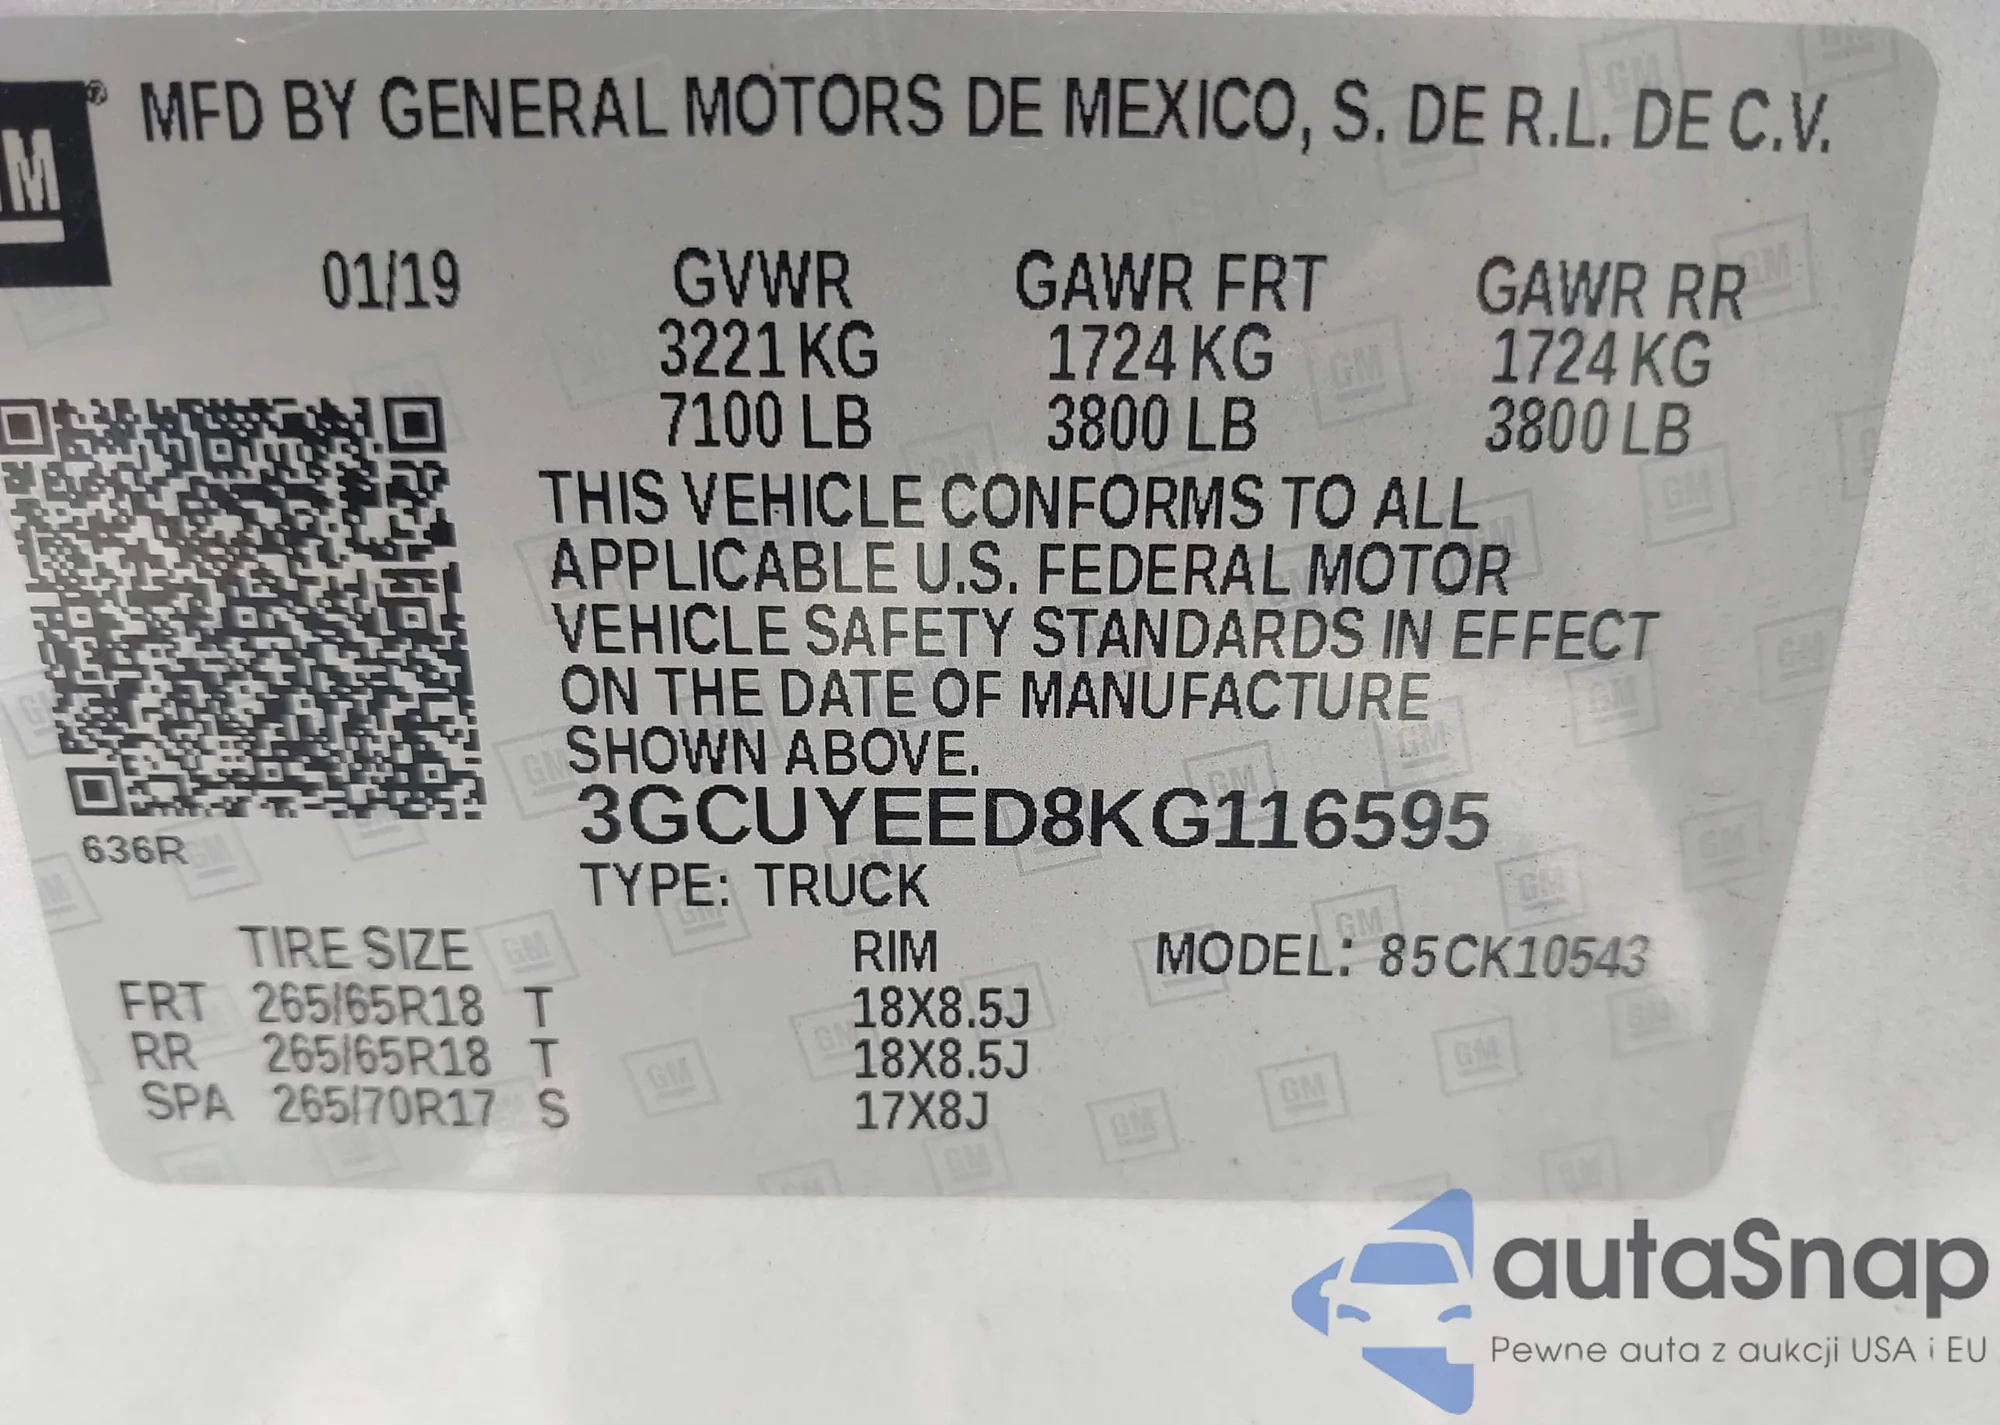 GM
® MFD BY GENERAL MOTORS DE MEXICO, S. DE R.L. DE C.V.
01/19 GVWR GAWR FRT GAWR RR
3221 KG 1724 KG 1724 KG
7100 LB 3800 LB 3800 LB
THIS VEHICLE CONFORMS TO ALL
APPLICABLE U.S. FEDERAL MOTOR
VEHICLE SAFETY STANDARDS IN EFFECT
ON THE DATE OF MANUFACTURE
SHOWN ABOVE.
3GCUYEED8KG116595
636R
TYPE: TRUCK
TIRE SIZE RIM MODEL: 85CK10543
FRT 265/65R18 T 18X8.5J
RR 265/65R18 T 18X8.5J
SPA 265/70R17 S 17X8J
autaSnap
Pewne auta z aukcji USA i EU